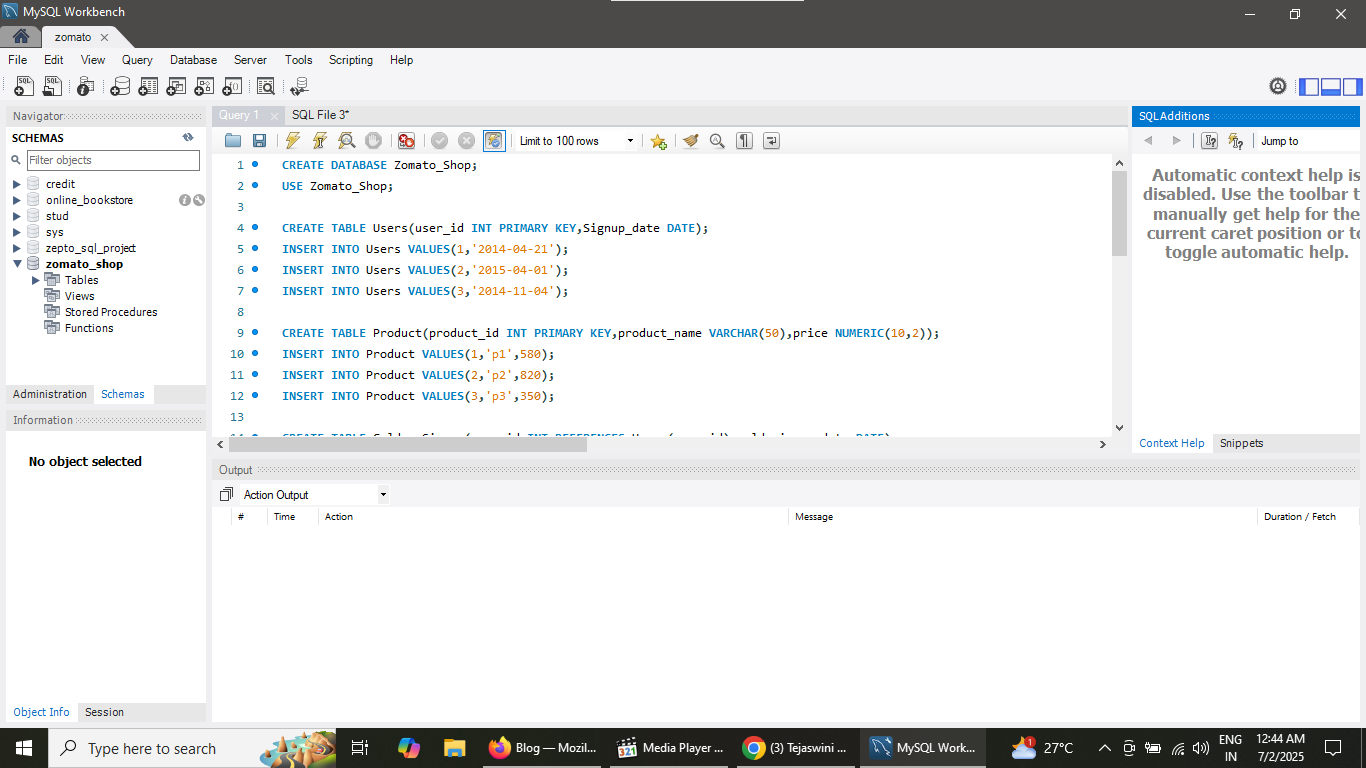 MySQL Workbench
zomato
File Edit View Query Database Server Tools Scripting Help
Navigator
SCHEMAS
Filter objects
credit
online_bookstore
stud
sys
zepto_sql_project
zomato_shop
Tables
Views
Stored Procedures
Functions
Administration Schemas
Information
No object selected
Object Info Session
Query 1 SQL File 3*
Limit to 100 rows
1 CREATE DATABASE Zomato_Shop;
2 USE Zomato_Shop;
3
4 CREATE TABLE Users(user_id INT PRIMARY KEY,Signup_date DATE);
5 INSERT INTO Users VALUES(1,'2014-04-21');
6 INSERT INTO Users VALUES(2,'2015-04-01');
7 INSERT INTO Users VALUES(3,'2014-11-04');
8
9 CREATE TABLE Product(product_id INT PRIMARY KEY,product_name VARCHAR(50),price NUMERIC(10,2));
10 INSERT INTO Product VALUES(1,'p1',580);
11 INSERT INTO Product VALUES(2,'p2',820);
12 INSERT INTO Product VALUES(3,'p3',350);
13
Output
Action Output
# Time Action Message Duration / Fetch
SQLAdditions
Jump to
Automatic context help is
disabled. Use the toolbar t
manually get help for the
current caret position or to
toggle automatic help.
Context Help Snippets
Type here to search
Blog — Mozil...
Media Player ...
(3) Tejaswini ...
MySQL Work...
1
27°C
ENG
IN
12:44 AM
7/2/2025